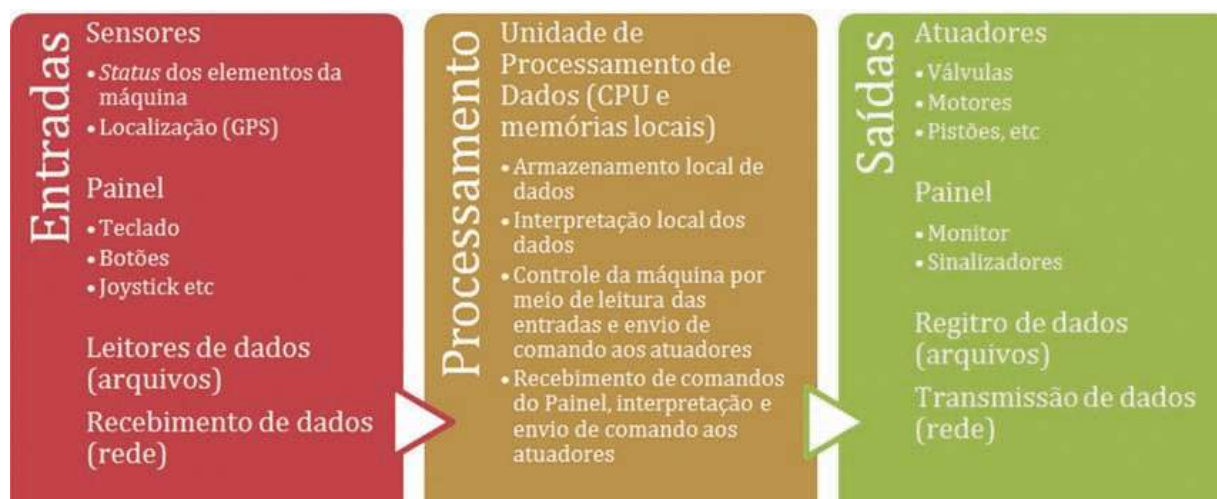 Entradas
Sensores
• Status dos elementos da
máquina
• Localização (GPS)
Painel
• Teclado
• Botões
• Joystick etc
Leitores de dados
(arquivos)
Recebimento de dados
(rede)
Processamento
Unidade de
Processamento de
Dados (CPU e
memórias locais)
• Armazenamento local de
dados
• Interpretação local dos
dados
• Controle da máquina por
meio de leitura das
entradas e envio de
comando aos atuadores
• Recebimento de comandos
do Painel, interpretação e
envio de comando aos
atuadores
Saídas
Atuadores
• Válvulas
• Motores
• Pistões, etc
Painel
• Monitor
• Sinalizadores
Regitro de dados
(arquivos)
Transmissão de dados
(rede)